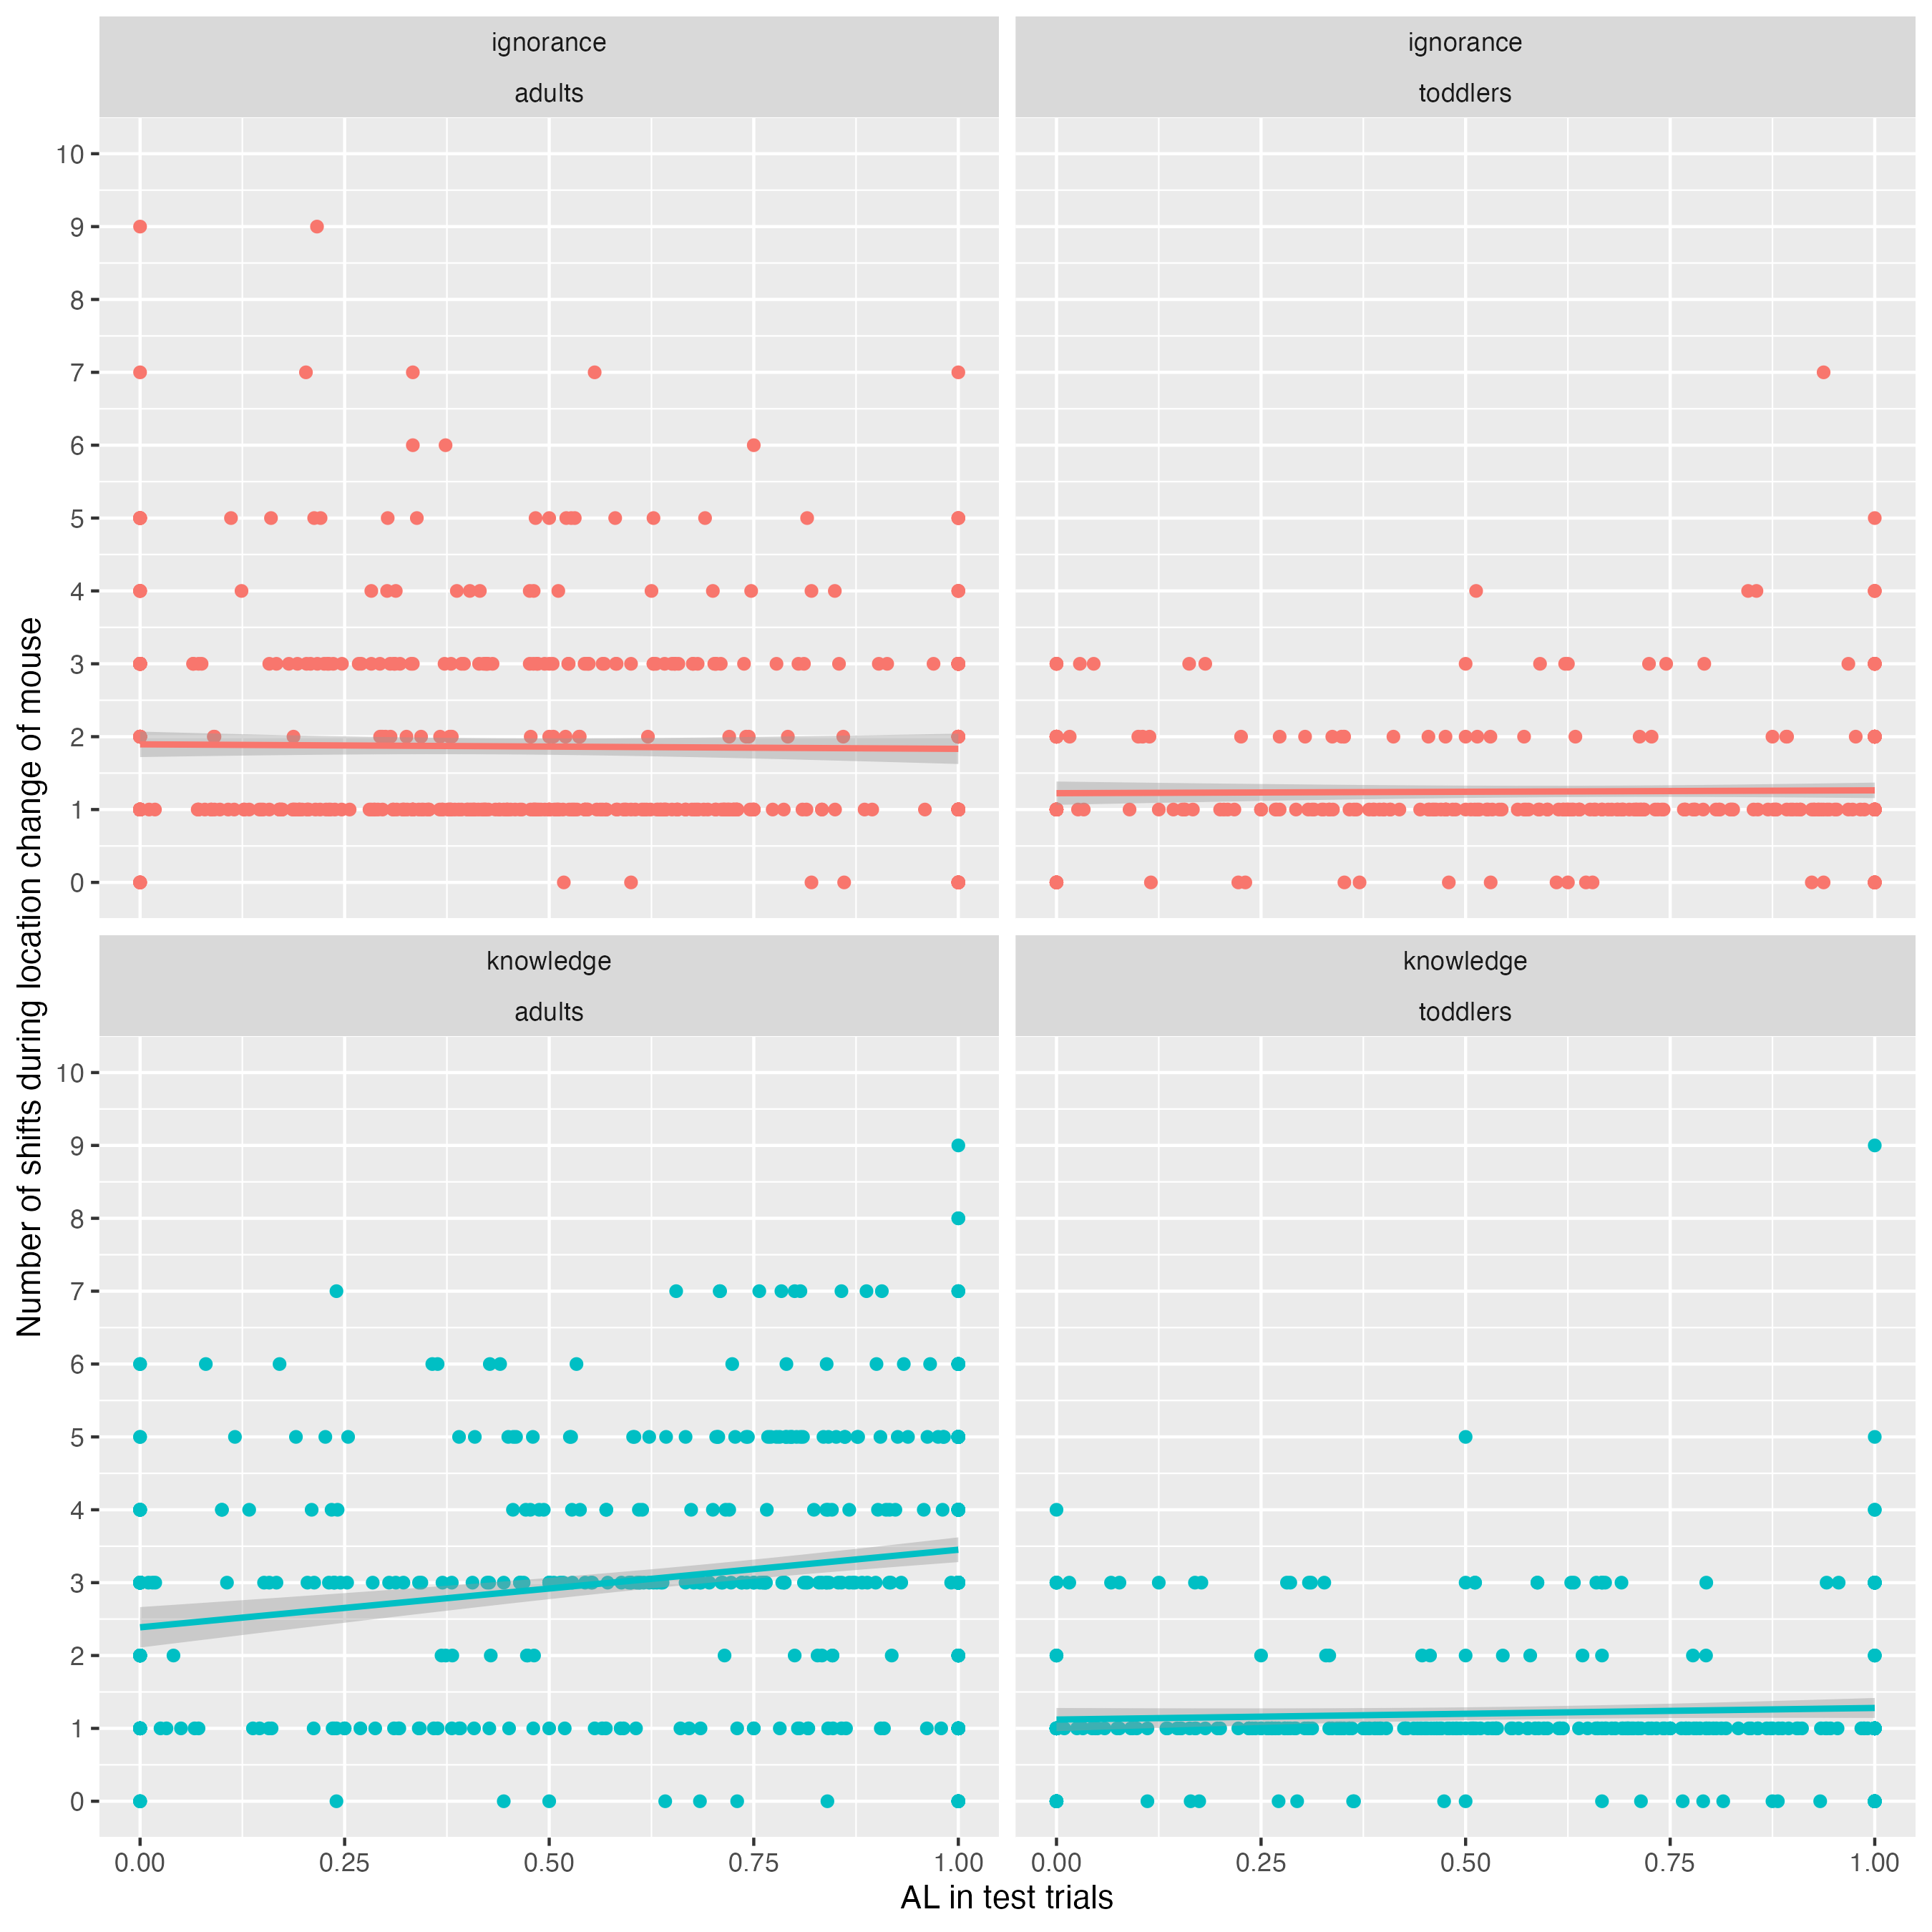 ignorance
adults
ignorance
toddlers
10
9
8
7
6
5
4
3
2
1
0
knowledge
adults
knowledge
toddlers
10
9
8
7
6
5
4
3
2
1
0
0.00 0.25 0.50 0.75 1.00
0.00 0.25 0.50 0.75 1.00
AL in test trials
Number of shifts during location change of mouse